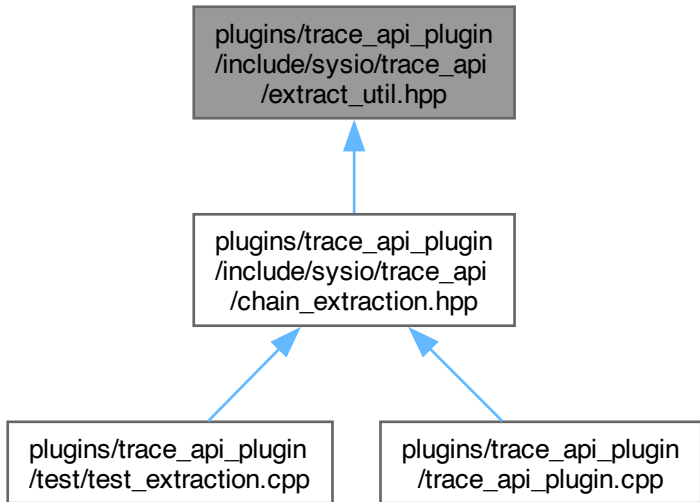 plugins/trace_api_plugin
/include/sysio/trace_api
/extract_util.hpp
plugins/trace_api_plugin
/include/sysio/trace_api
/chain_extraction.hpp
plugins/trace_api_plugin
/test/test_extraction.cpp
plugins/trace_api_plugin
/trace_api_plugin.cpp